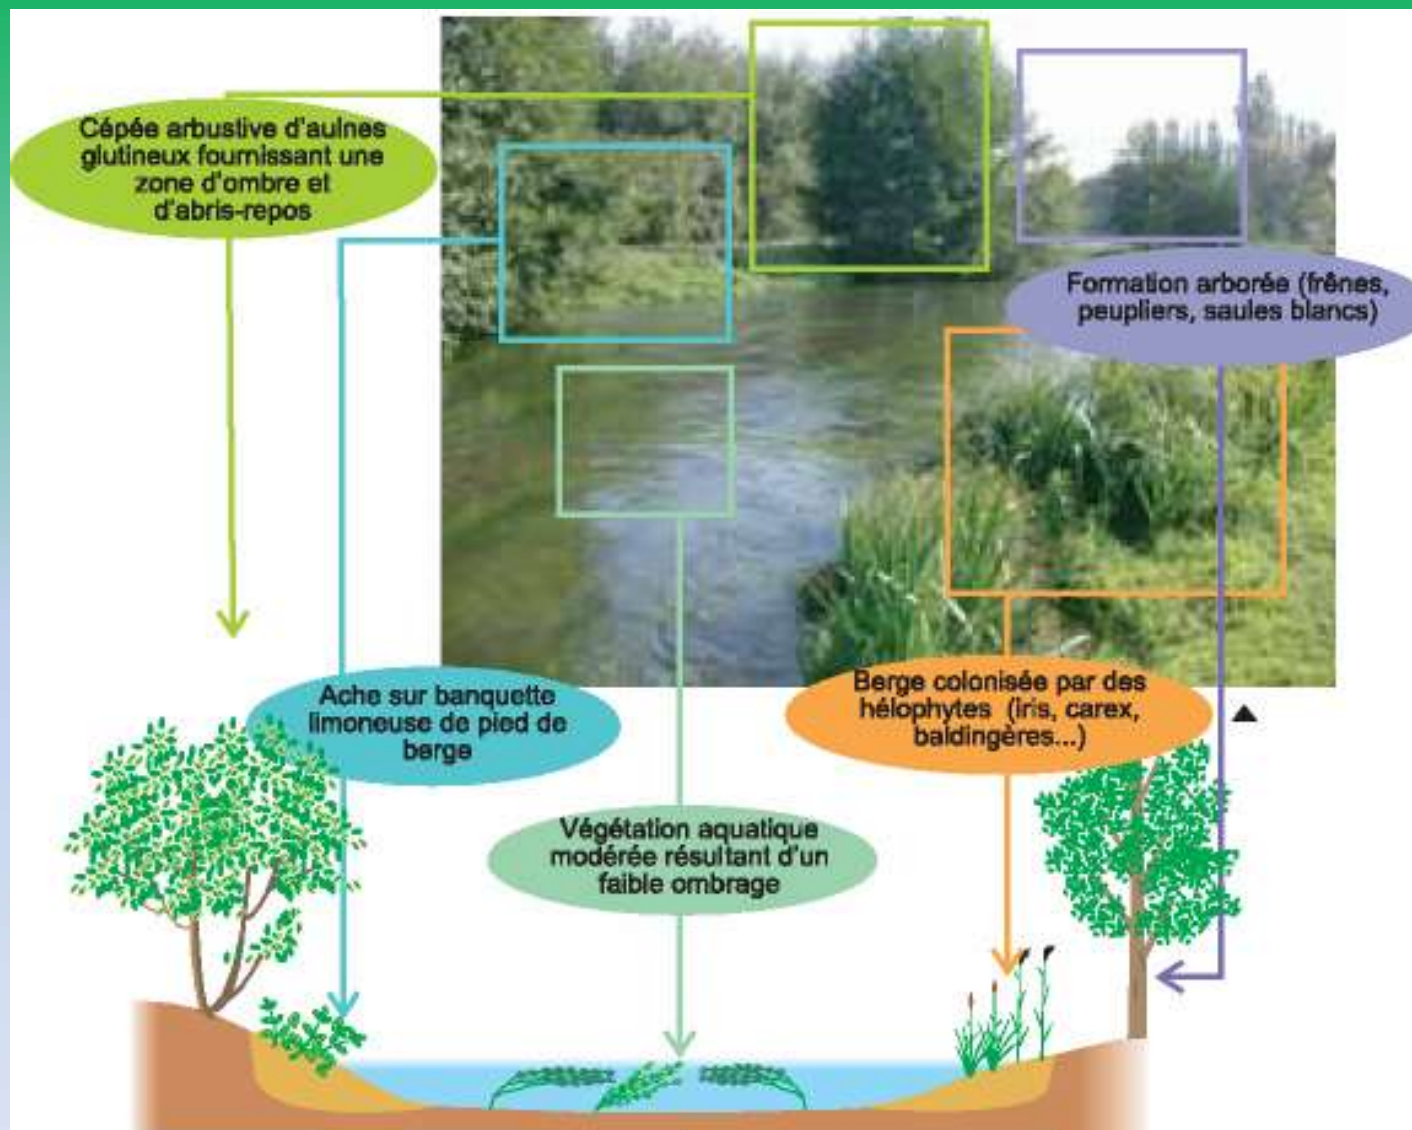 Cépée arbustive d'aulnes
glutineux fournissant une
zone d'ombre et
d'abris-repos
Formation arborée (frênes,
peupliers, saules blancs)
Ache sur banquette
limoneuse de pied de
berge
Berge colonisée par des
hélophytes (iris, carex,
baldingères...)
Végétation aquatique
modérée résultant d'un
faible ombrage